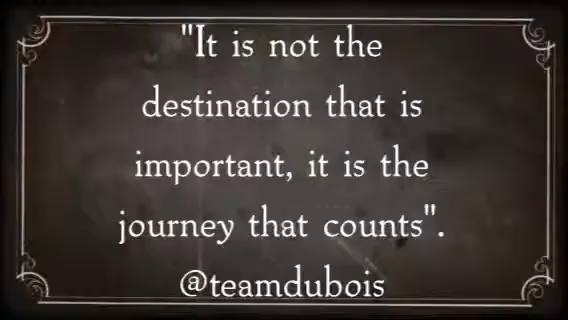 "It is not the
destination that is
important, it is the
journey that counts".
@teamdubois